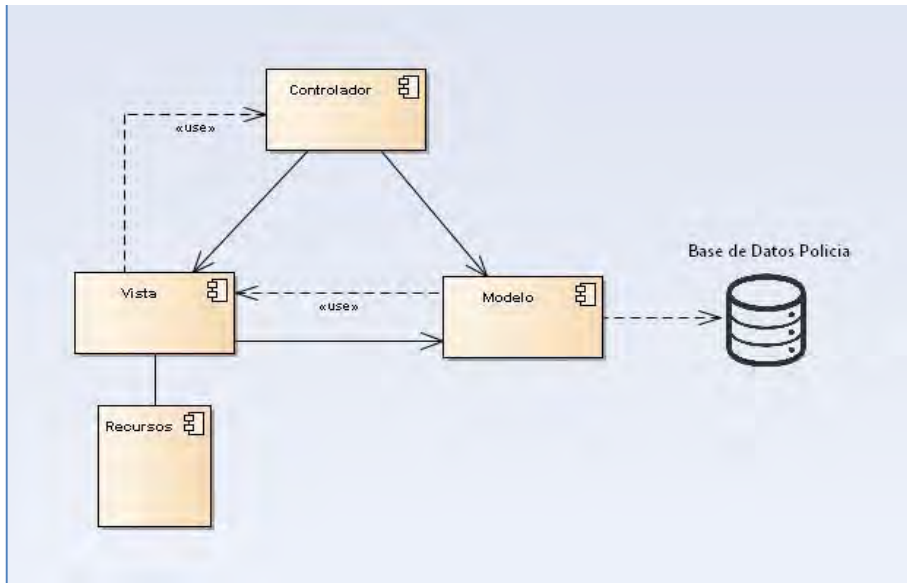 Controlador
«use»
Base de Datos Policia
Vista
«use»
Modelo
Recursos